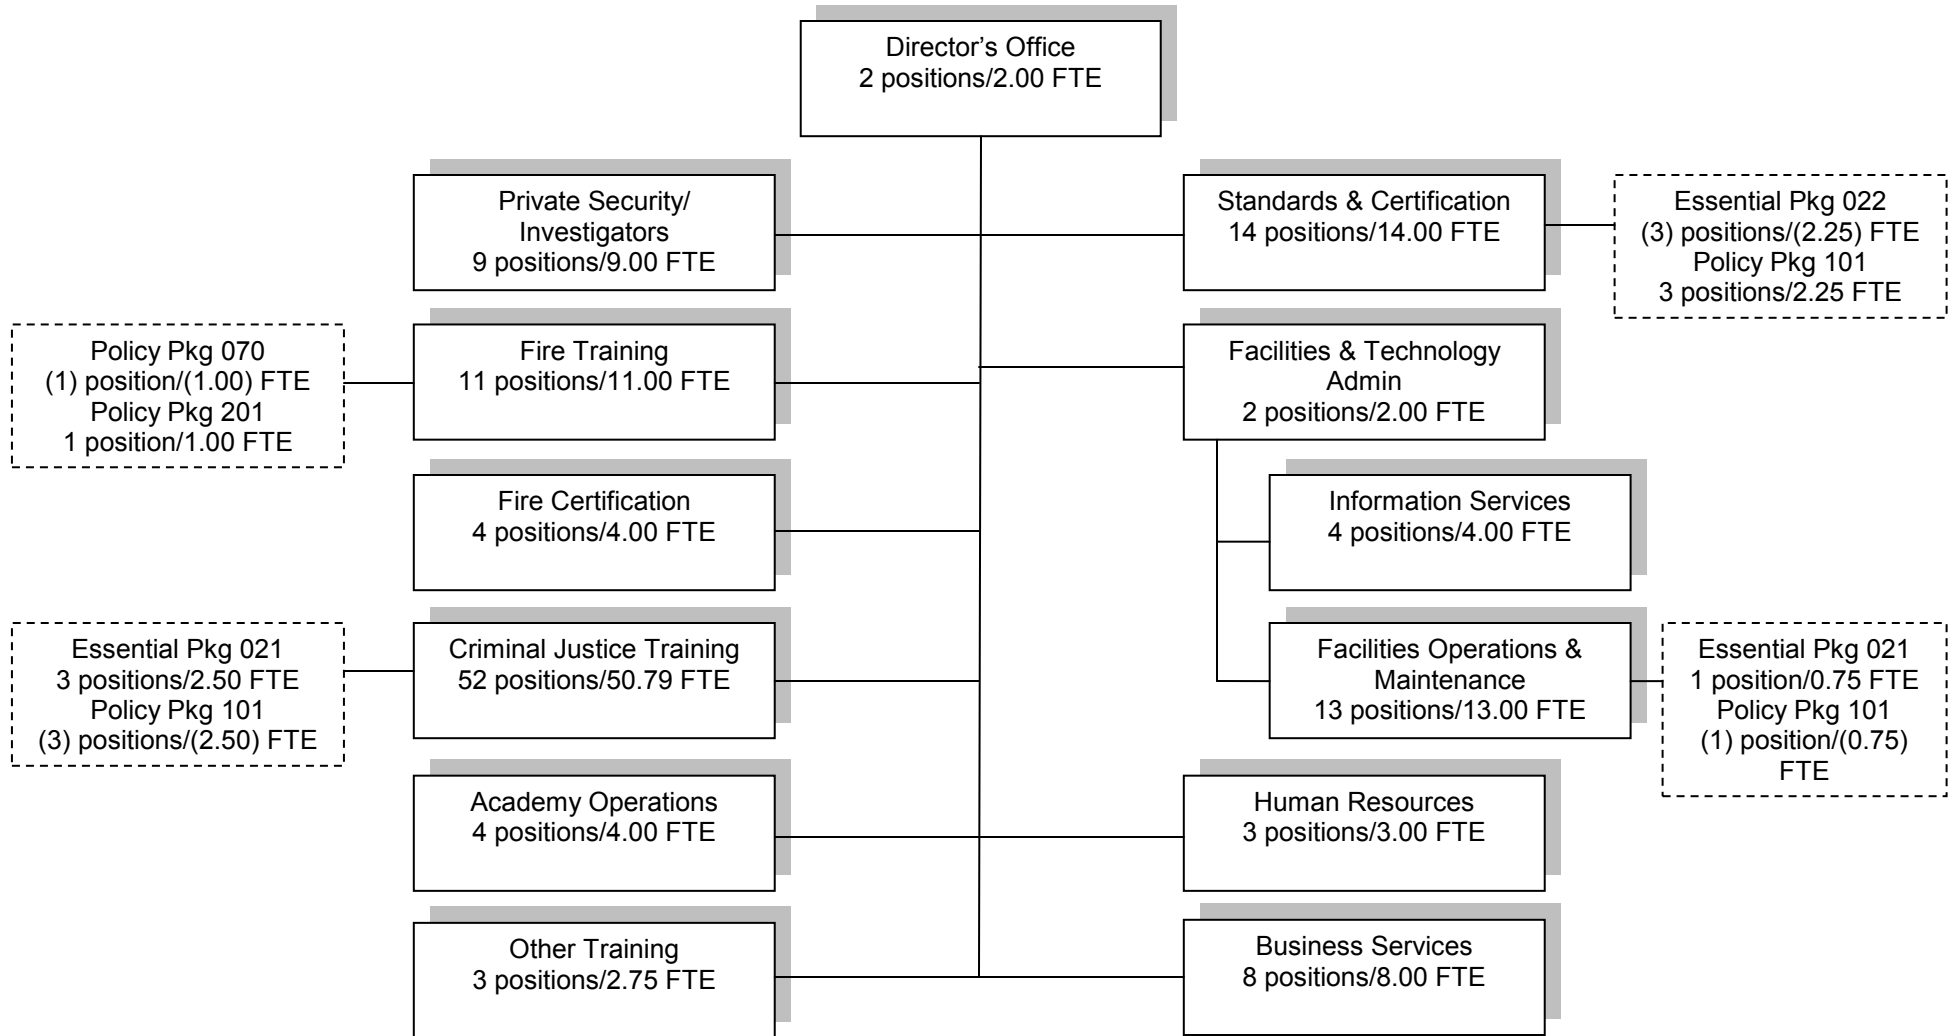 Director’s Office
2 positions/2.00 FTE
Private Security/
Investigators
9 positions/9.00 FTE
Standards & Certification
14 positions/14.00 FTE
Essential Pkg 022
(3) positions/(2.25) FTE
Policy Pkg 101
3 positions/2.25 FTE
Policy Pkg 070
(1) position/(1.00) FTE
Policy Pkg 201
1 position/1.00 FTE
Fire Training
11 positions/11.00 FTE
Facilities & Technology
Admin
2 positions/2.00 FTE
Fire Certification
4 positions/4.00 FTE
Information Services
4 positions/4.00 FTE
Essential Pkg 021
3 positions/2.50 FTE
Policy Pkg 101
(3) positions/(2.50) FTE
Criminal Justice Training
52 positions/50.79 FTE
Facilities Operations &
Maintenance
13 positions/13.00 FTE
Essential Pkg 021
1 position/0.75 FTE
Policy Pkg 101
(1) position/(0.75)
FTE
Academy Operations
4 positions/4.00 FTE
Human Resources
3 positions/3.00 FTE
Other Training
3 positions/2.75 FTE
Business Services
8 positions/8.00 FTE